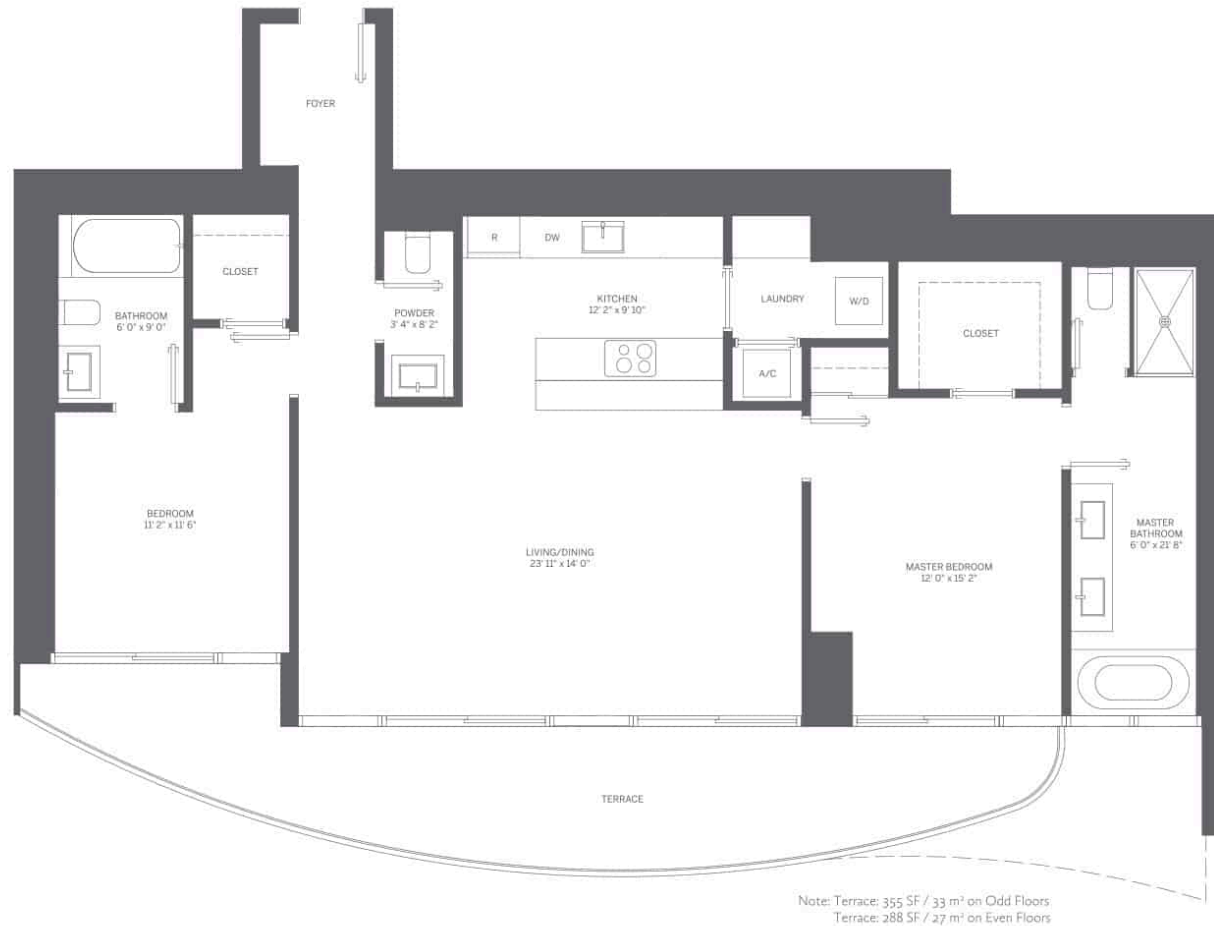 FOYER
CLOSET
BATHROOM
6' 0" x 9' 0"
POWDER
3' 4" x 8' 2"
R
DW
KITCHEN
12' 2" x 9' 10"
LAUNDRY
W/D
A/C
CLOSET
BEDROOM
11' 2" x 11' 6"
LIVING/DINING
23' 11" x 14' 0"
MASTER BEDROOM
12' 0" x 15' 2"
MASTER
BATHROOM
6' 0" x 21' 8"
TERRACE
Note: Terrace: 355 SF / 33 m² on Odd Floors
Terrace: 288 SF / 27 m² on Even Floors